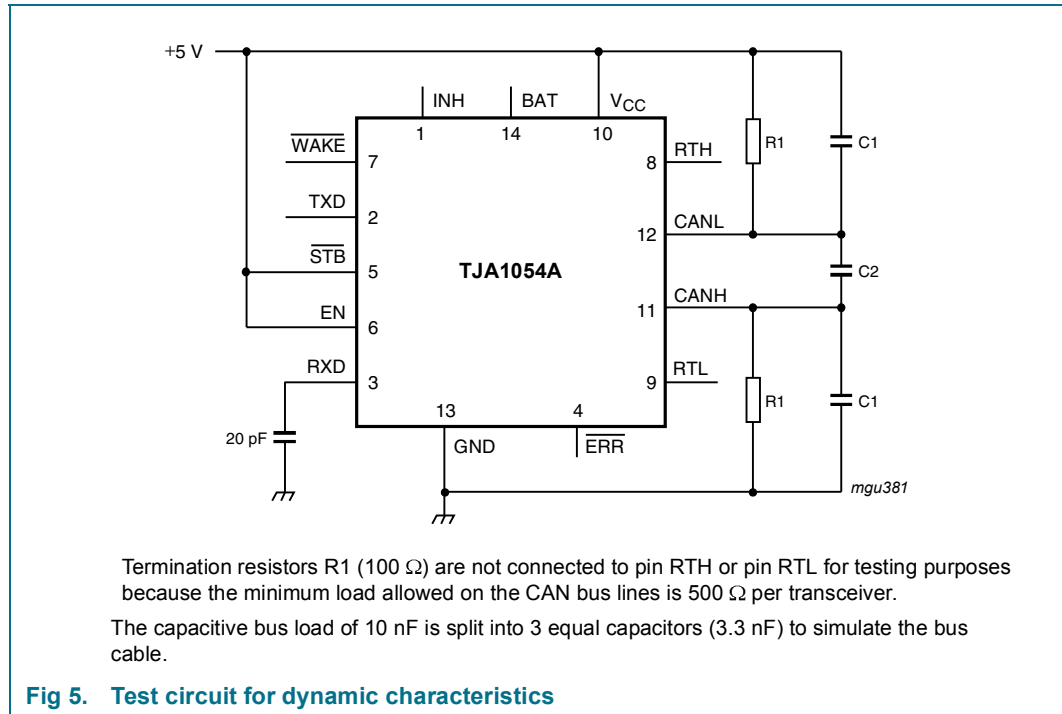 +5 V
INH
BAT
VCC
1
14
10
WAKE
7
8
RTH
R1
C1
TXD
2
12
CANL
STB
5
TJA1054A
C2
EN
6
11
CANH
RXD
3
9
RTL
R1
C1
13
4
20 pF
GND
ERR
mgu381
Termination resistors R1 (100 Ω) are not connected to pin RTH or pin RTL for testing purposes
because the minimum load allowed on the CAN bus lines is 500 Ω per transceiver.
The capacitive bus load of 10 nF is split into 3 equal capacitors (3.3 nF) to simulate the bus
cable.
Fig 5. Test circuit for dynamic characteristics